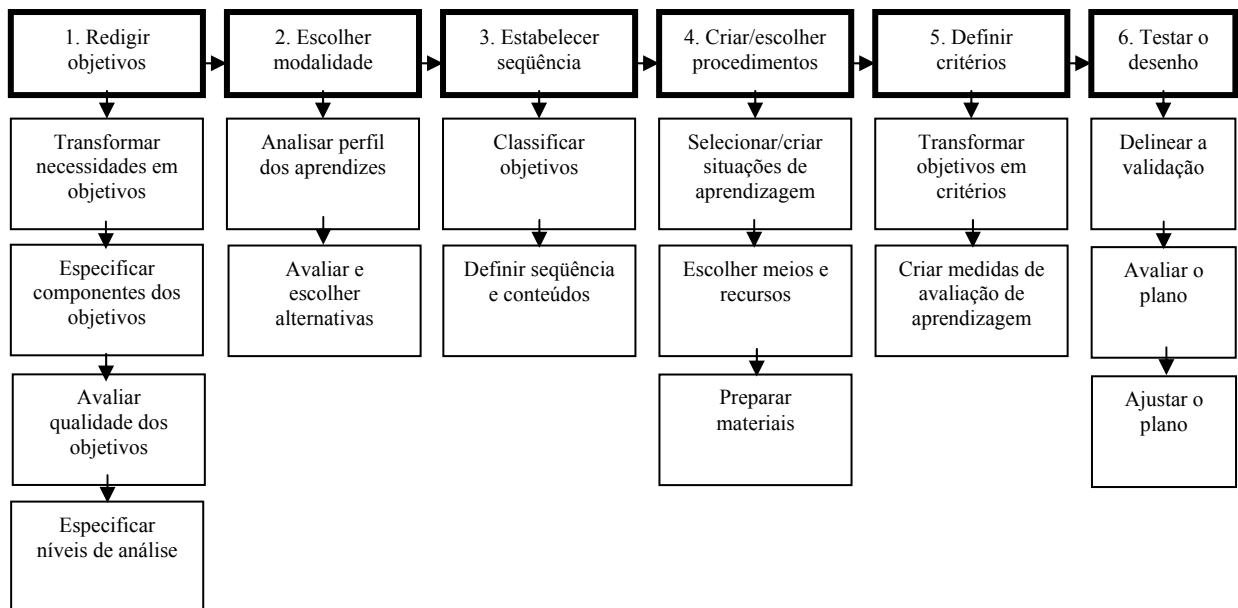 1. Redigir
objetivos
2. Escolher
modalidade
3. Estabelecer
seqüência
4. Criar/escolher
procedimentos
5. Definir
critérios
6. Testar o
desenho
Transformar
necessidades em
objetivos
Analisar perfil
dos aprendizes
Classificar
objetivos
Selecionar/criar
situações de
aprendizagem
Transformar
objetivos em
critérios
Delinear a
validação
Especificar
componentes dos
objetivos
Avaliar e
escolher
alternativas
Definir seqüência
e conteúdos
Escolher meios e
recursos
Criar medidas de
avaliação de
aprendizagem
Avaliar o
plano
Avaliar
qualidade dos
objetivos
Preparar
materiais
Ajustar o
plano
Especificar
níveis de análise